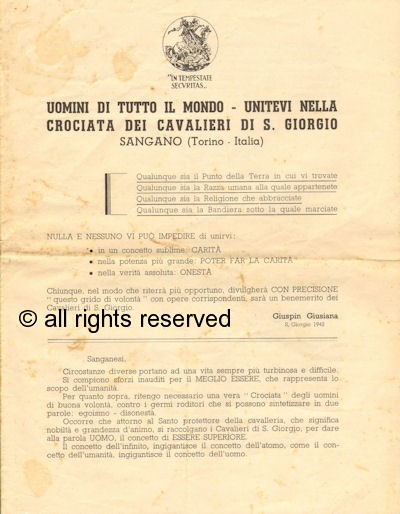 "IN TEMPESTATE
SECVRITAS"
UOMINI DI TUTTO IL MONDO - UNITEVI NELLA
CROCIATA DEI CAVALIERI DI S. GIORGIO
SANGANO (Torino - Italia)
Qualunque sia il Punto della Terra in cui vi trovate
Qualunque sia la Razza umana alla quale appartenete
Qualunque sia la Religione che abbracciate
Qualunque sia la Bandiera sotto la quale marciate
NULLA E NESSUNO VI PUÒ IMPEDIRE di unirvi:
• in un concetto sublime: CARITÀ
• nella potenza più grande: POTER FAR LA CARITÀ
• nella verità assoluta: ONESTÀ
Chiunque, nel modo che riterrà più opportuno, divulgherà CON PRECISIONE
"questo grido di volontà" con opere corrispondenti, sarà un benemerito dei
Cavalieri di S. Giorgio.
© all rights reserved
Giuspin Giusiana
S. Giorgio 1942
Sanganesi,
Circostanze diverse portano ad una vita sempre più turbinosa e difficile.
Si compiono sforzi inauditi per il MEGLIO ESSERE, che rappresenta lo
scopo dell'umanità.
Per quanto sopra, ritengo necessario una vera "Crociata" degli uomini
di buona volontà, contro i germi roditori che si possono sintetizzare in due
parole: egoismo - disonestà.
Occorre che attorno al Santo protettore della cavalleria, che significa
nobiltà e grandezza d'animo, si raccolgano i Cavalieri di S. Giorgio, per dare
alla parola UOMO, il concetto di ESSERE SUPERIORE.
Il concetto dell'infinito, ingigantisce il concetto dell'atomo, come il con-
cetto dell'umanità, ingigantisce il concetto dell'uomo.